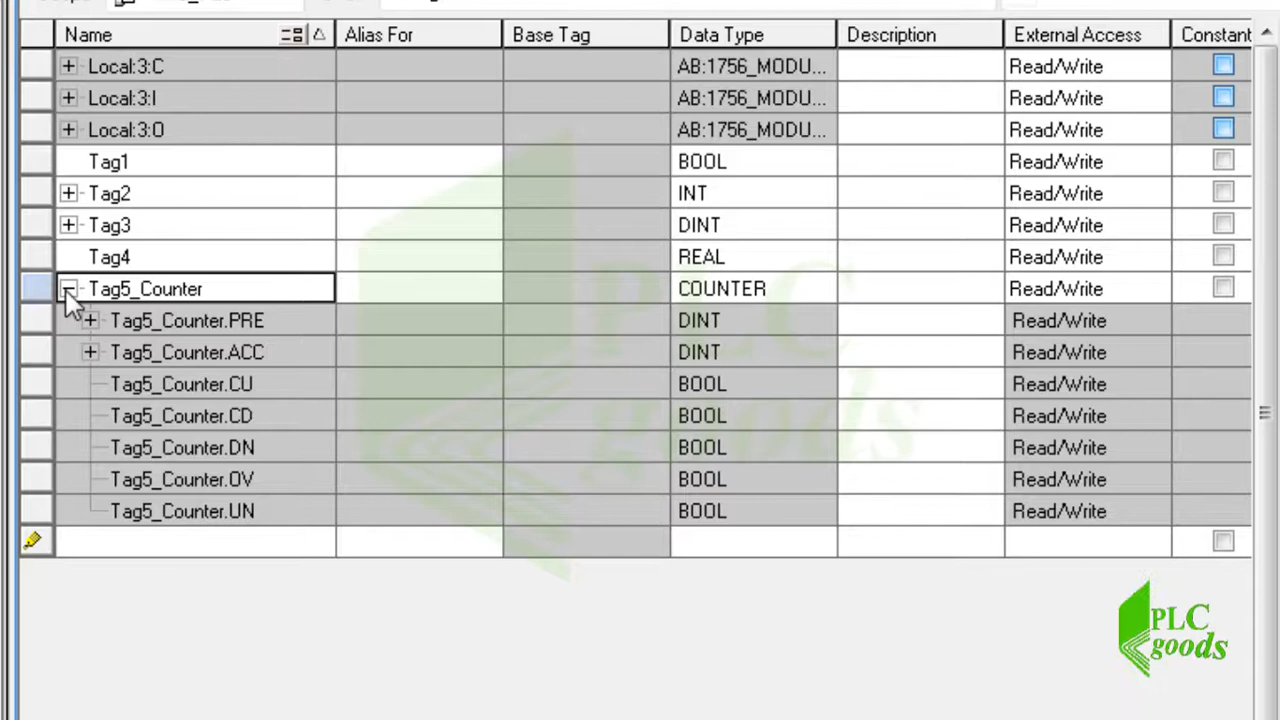 Name Alias For Base Tag Data Type Description External Access Constant
Local:3:C AB:1756_MODU... Read/Write
Local:3:I AB:1756_MODU... Read/Write
Local:3:O AB:1756_MODU... Read/Write
Tag1 BOOL Read/Write
Tag2 INT Read/Write
Tag3 DINT Read/Write
Tag4 REAL Read/Write
Tag5_Counter COUNTER Read/Write
Tag5_Counter.PRE DINT Read/Write
Tag5_Counter.ACC DINT Read/Write
Tag5_Counter.CU BOOL Read/Write
Tag5_Counter.CD BOOL Read/Write
Tag5_Counter.DN BOOL Read/Write
Tag5_Counter.OV BOOL Read/Write
Tag5_Counter.UN BOOL Read/Write
PLC
goods
PLC
goods